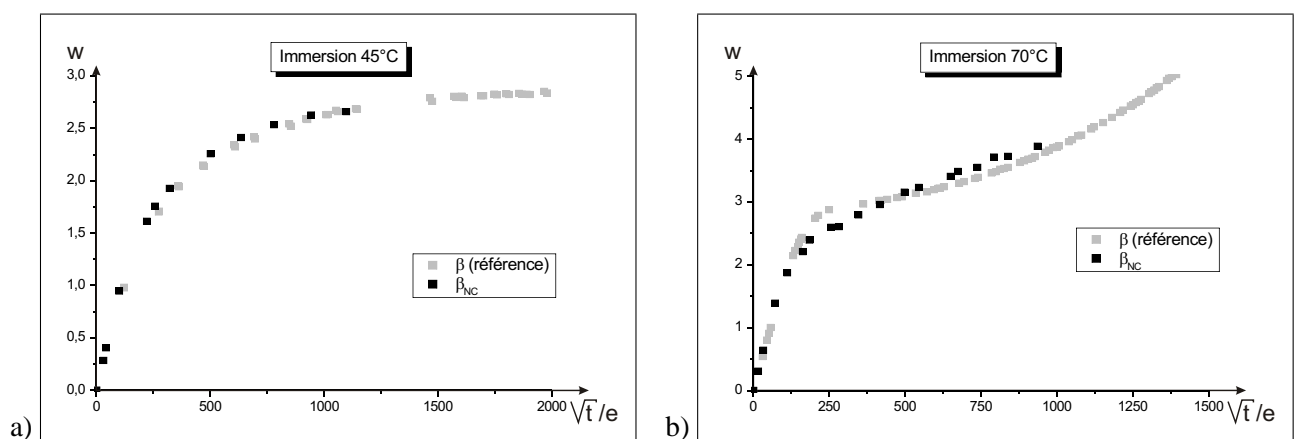 Immersion 45°C
w
3,0
2,5
2,0
1,5
1,0
0,5
0,0
0 500 1000 1500 2000
√t /e
β (référence)
βNC
a)
Immersion 70°C
w
5
4
3
2
1
0
0 250 500 750 1000 1250 1500
√t /e
β (référence)
βNC
b)